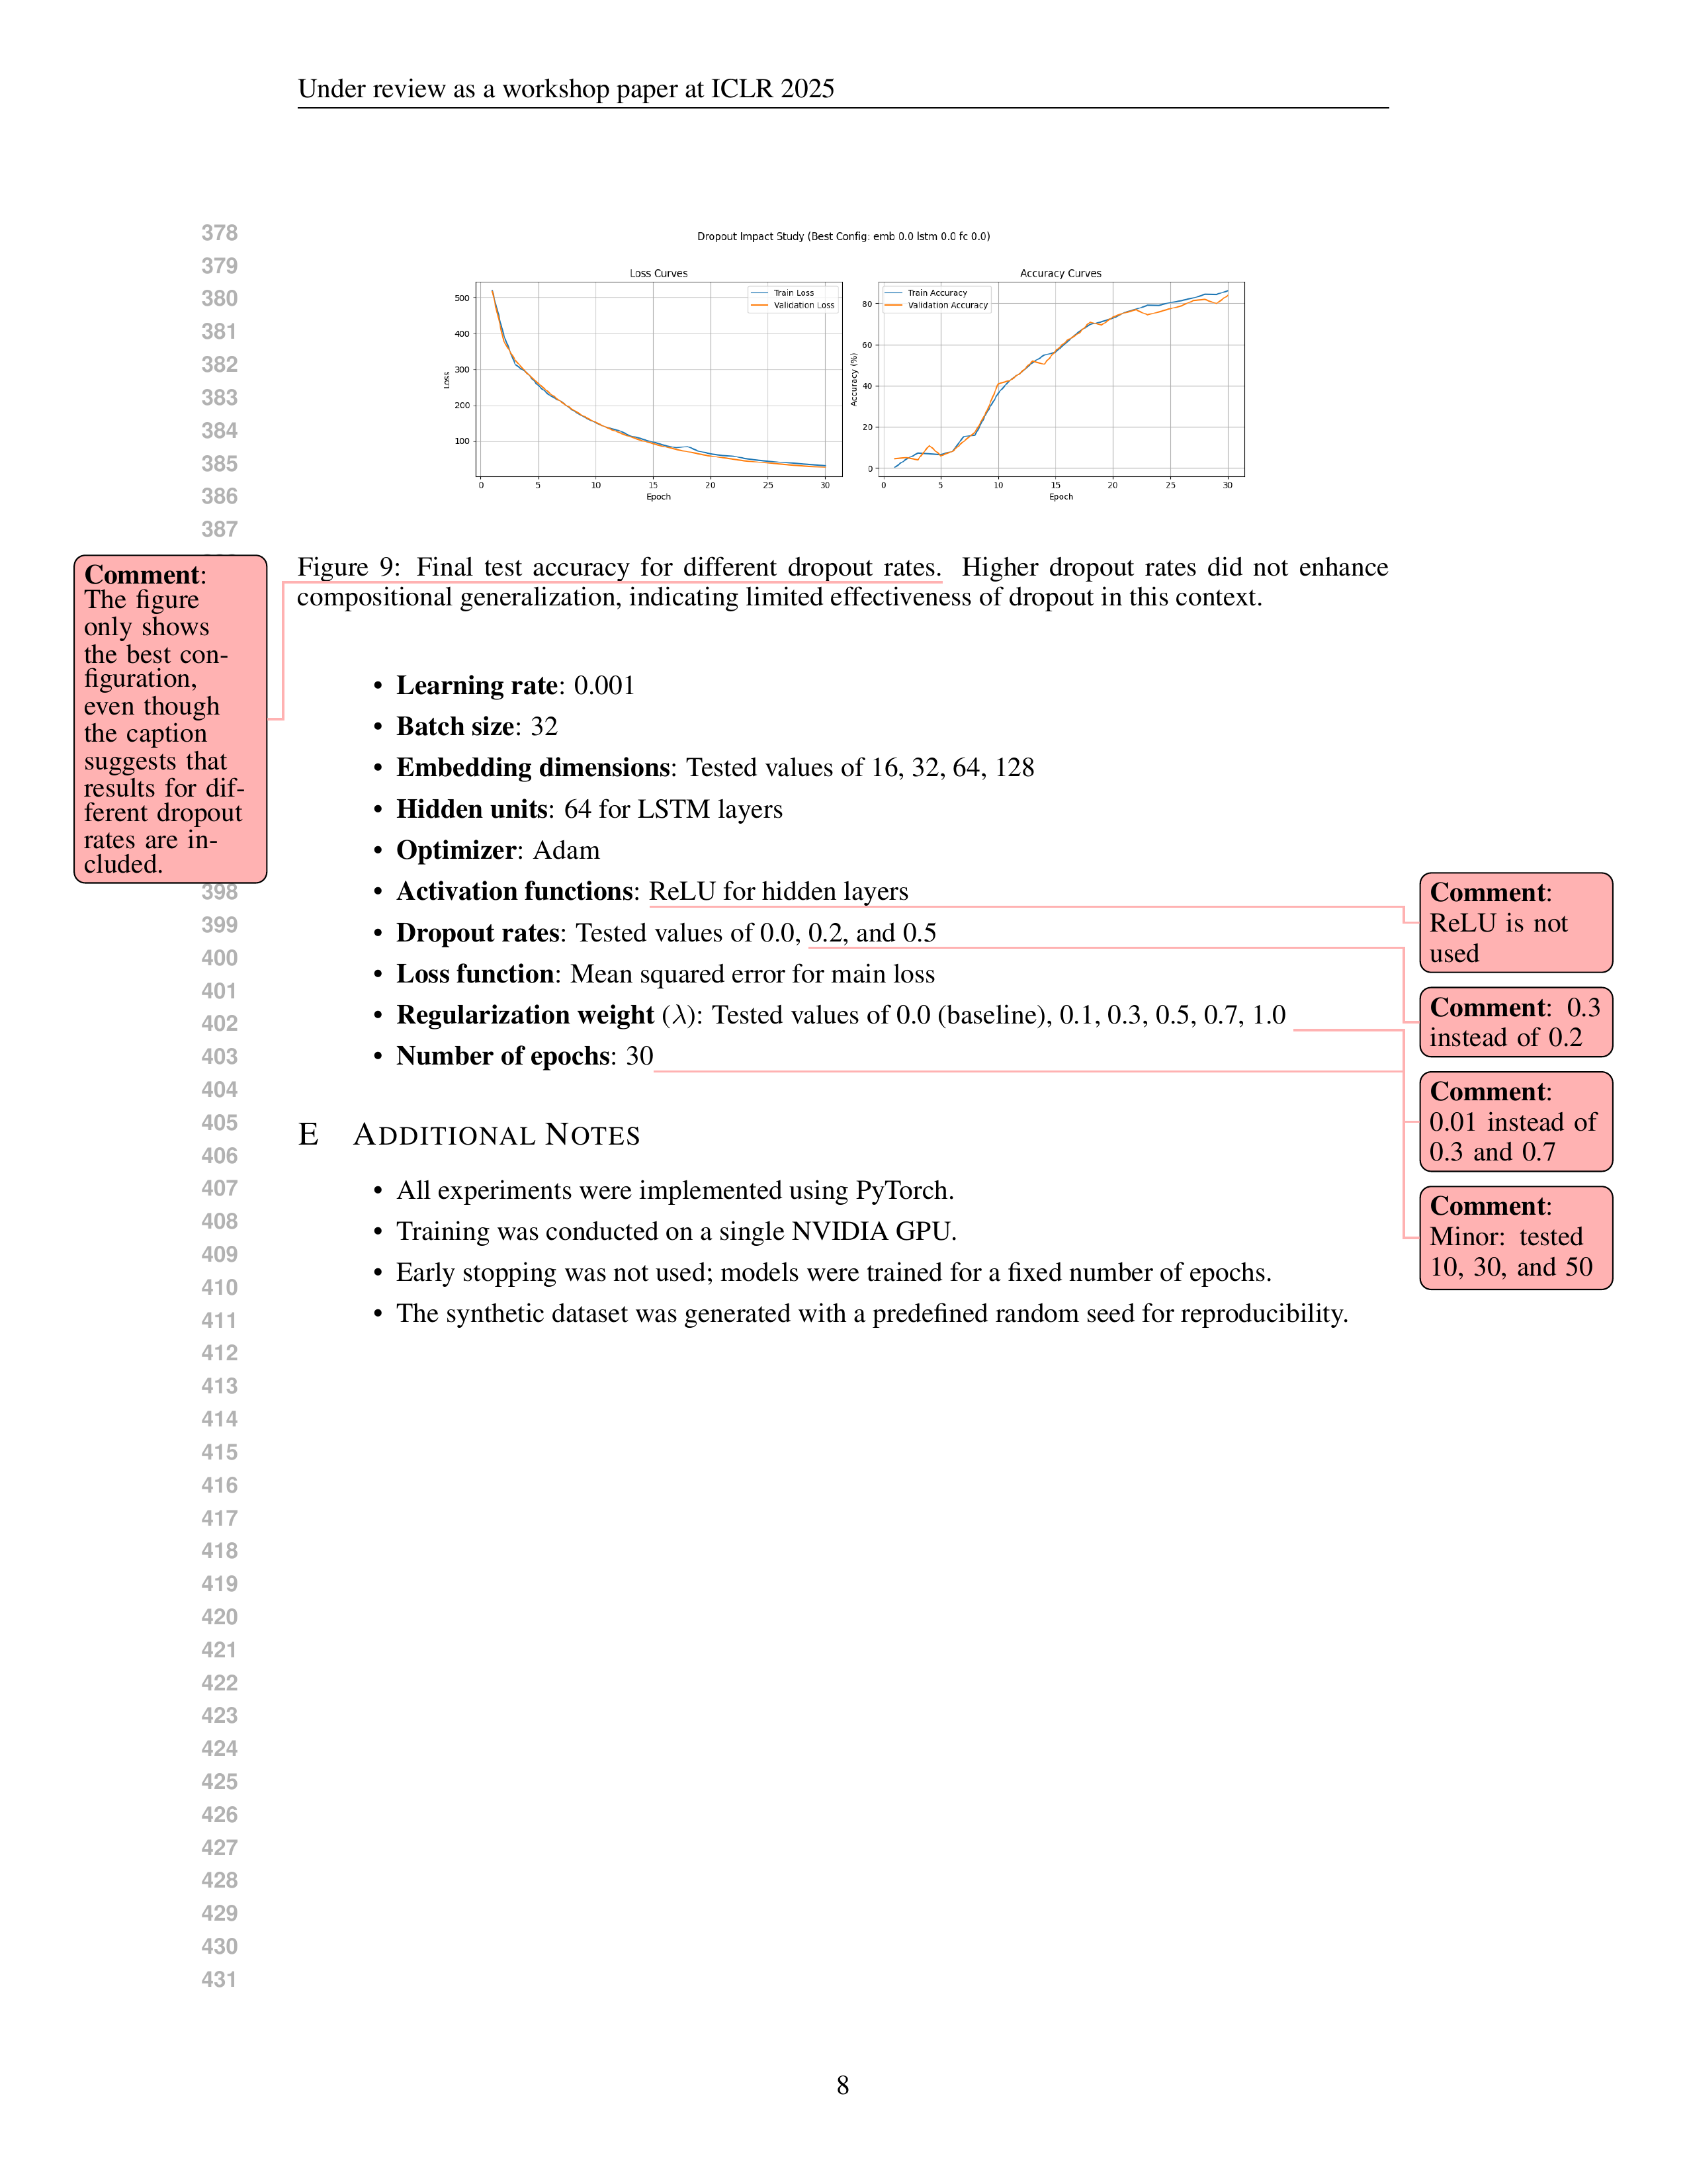 Under review as a workshop paper at ICLR 2025
378
379
380
381
382
383
384
385
386
387
Dropout Impact Study (Best Config: emb 0.0 lstm 0.0 fc 0.0)
Loss Curves
Train Loss
Validation Loss
500
400
300
200
100
Loss
0 5 10 15 20 25 30
Epoch
Accuracy Curves
Train Accuracy
Validation Accuracy
80
60
40
20
0
Accuracy (%)
0 5 10 15 20 25 30
Epoch
Figure 9: Final test accuracy for different dropout rates. Higher dropout rates did not enhance
compositional generalization, indicating limited effectiveness of dropout in this context.
Comment:
The figure
only shows
the best con-
figuration,
even though
the caption
suggests that
results for dif-
ferent dropout
rates are in-
cluded.
• Learning rate: 0.001
• Batch size: 32
• Embedding dimensions: Tested values of 16, 32, 64, 128
• Hidden units: 64 for LSTM layers
• Optimizer: Adam
• Activation functions: ReLU for hidden layers
• Dropout rates: Tested values of 0.0, 0.2, and 0.5
• Loss function: Mean squared error for main loss
• Regularization weight (λ): Tested values of 0.0 (baseline), 0.1, 0.3, 0.5, 0.7, 1.0
• Number of epochs: 30
Comment:
ReLU is not
used
Comment: 0.3
instead of 0.2
Comment:
0.01 instead of
0.3 and 0.7
Comment:
Minor: tested
10, 30, and 50
398
399
400
401
402
403
404
405
406
407
408
409
410
411
412
413
414
415
416
417
418
419
420
421
422
423
424
425
426
427
428
429
430
431
E ADDITIONAL NOTES
• All experiments were implemented using PyTorch.
• Training was conducted on a single NVIDIA GPU.
• Early stopping was not used; models were trained for a fixed number of epochs.
• The synthetic dataset was generated with a predefined random seed for reproducibility.
8